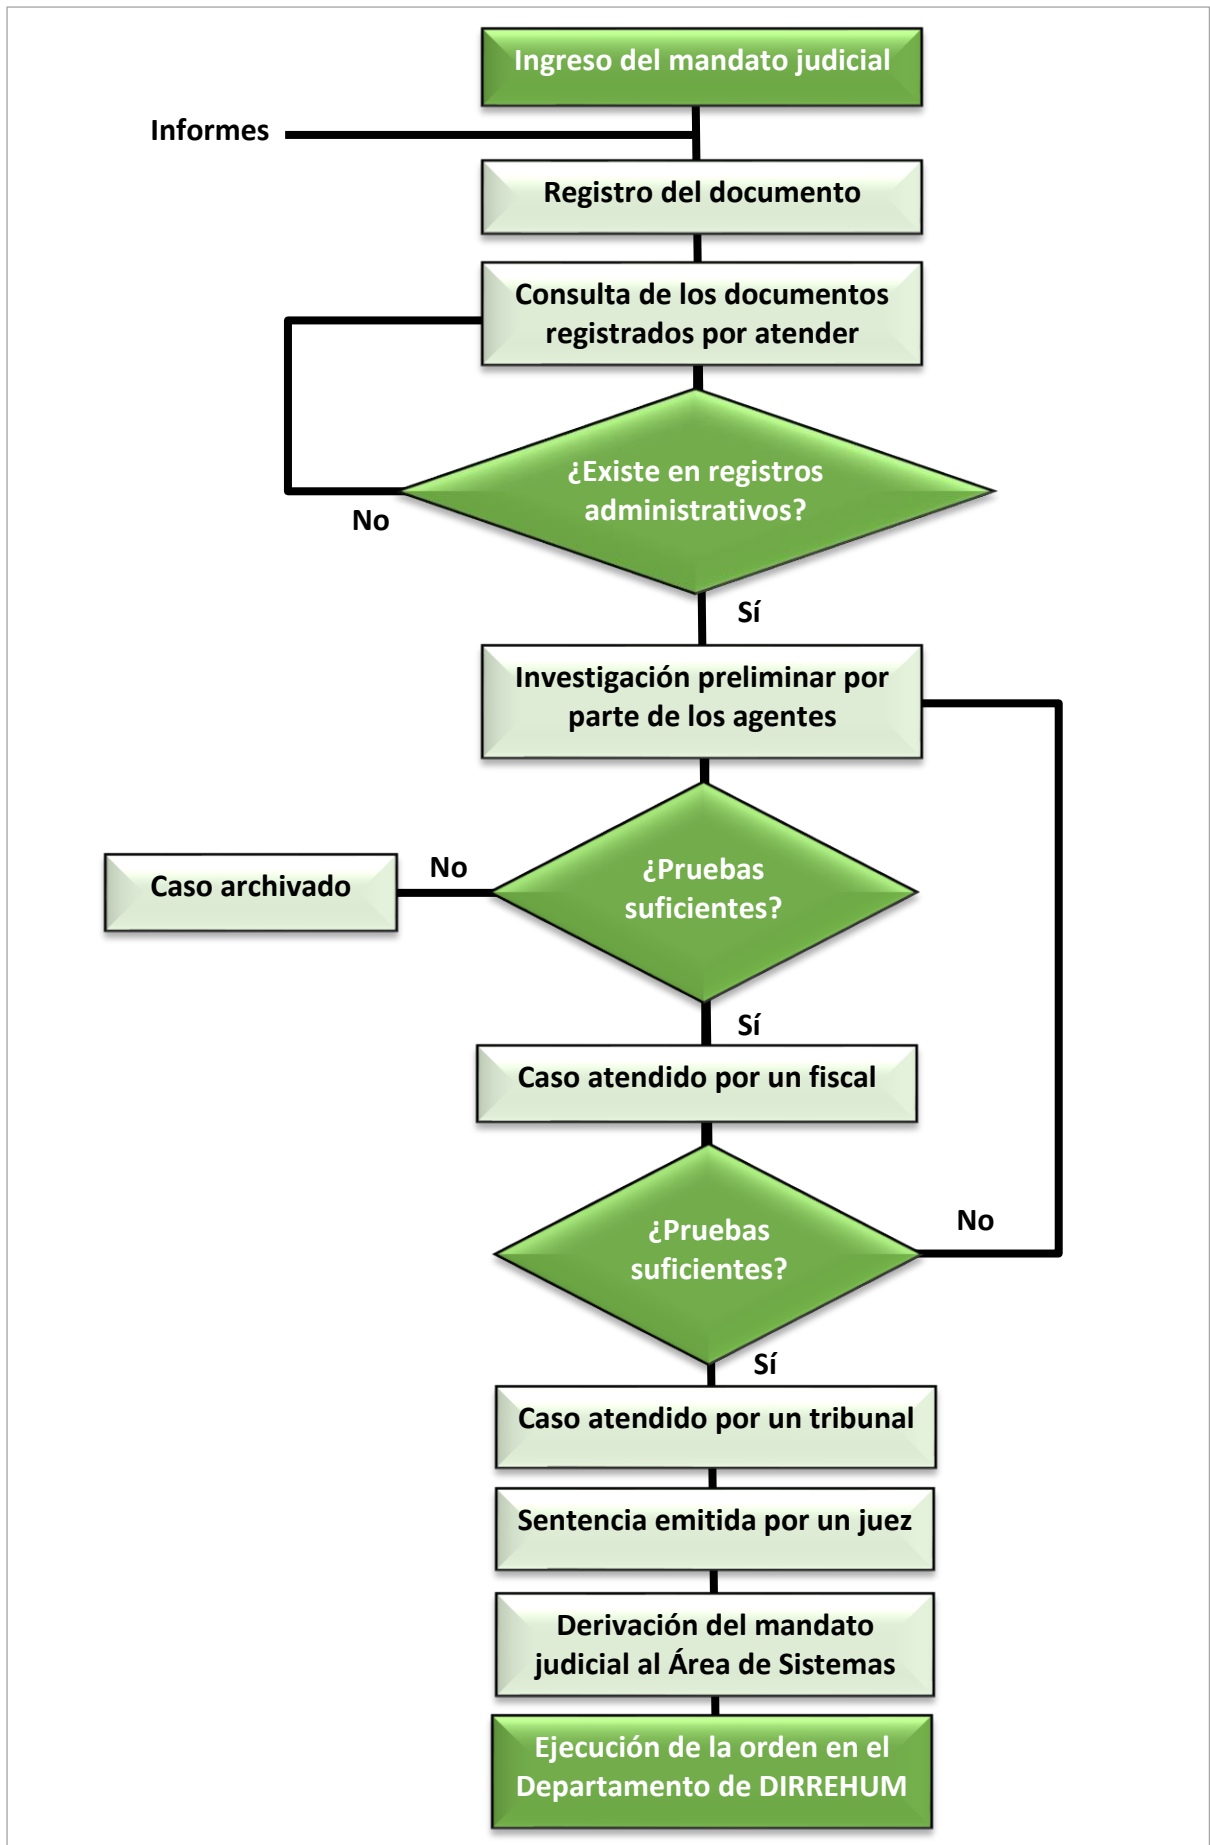 Ingreso del mandato judicial
Informes
Registro del documento
Consulta de los documentos
registrados por atender
¿Existe en registros
administrativos?
No
Sí
Investigación preliminar por
parte de los agentes
Caso archivado
No
¿Pruebas
suficientes?
Sí
Caso atendido por un fiscal
¿Pruebas
suficientes?
No
Sí
Caso atendido por un tribunal
Sentencia emitida por un juez
Derivación del mandato
judicial al Área de Sistemas
Ejecución de la orden en el
Departamento de DIRREHUM